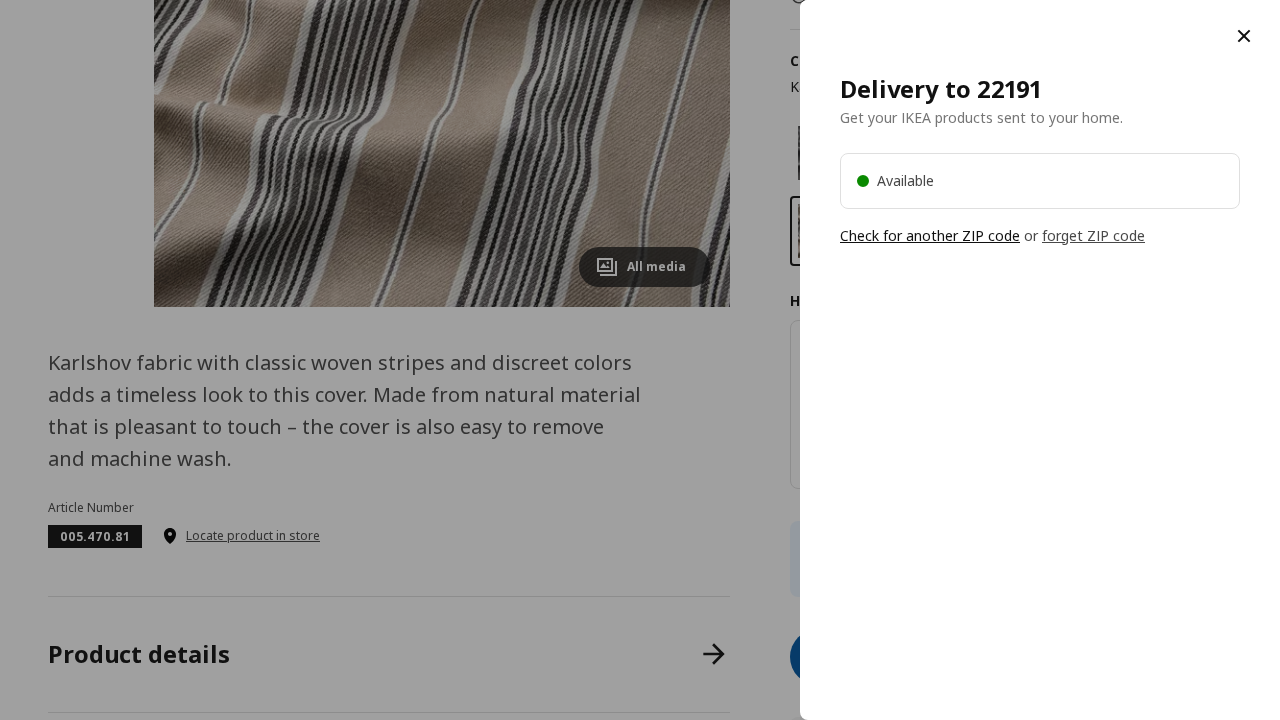 All media
Karlshov fabric with classic woven stripes and discreet colors
adds a timeless look to this cover. Made from natural material
that is pleasant to touch – the cover is also easy to remove
and machine wash.
Article Number
005.470.81
Locate product in store
Product details
Delivery to 22191
Get your IKEA products sent to your home.
Available
Check for another ZIP code or forget ZIP code